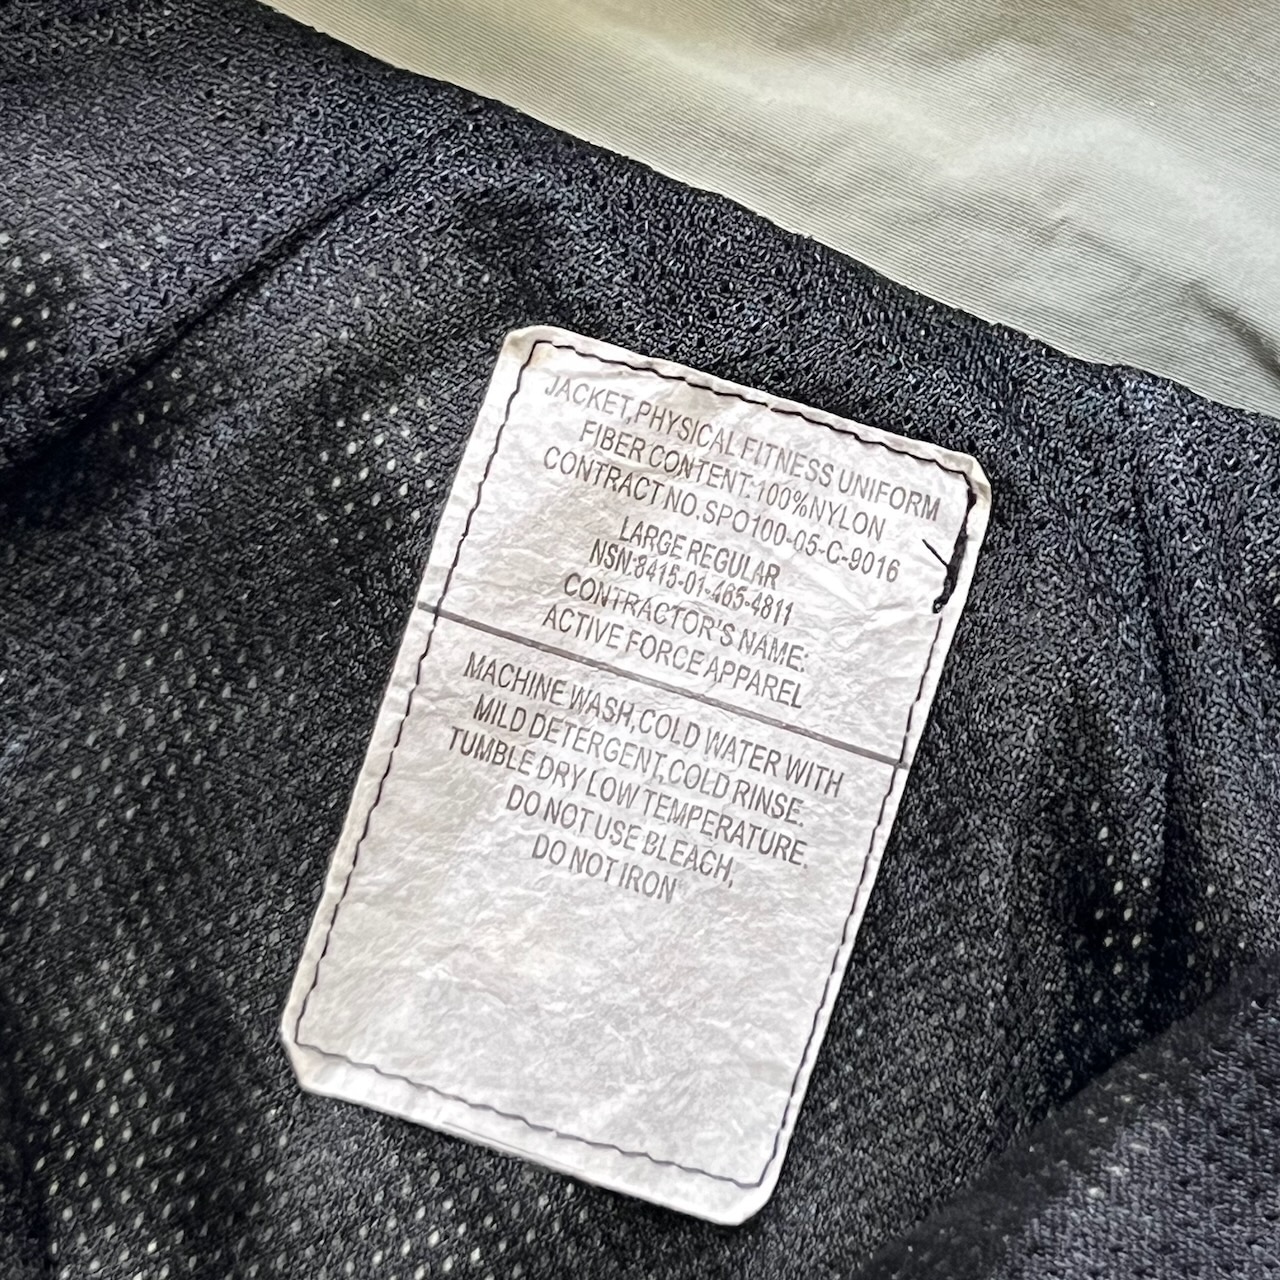 JACKET,PHYSICAL FITNESS UNIFORM
FIBER CONTENT:100%NYLON
CONTRACT NO.SPO100-05-C-9016
LARGE REGULAR
NSN:8415-01-465-4811
CONTRACTOR'S NAME:
ACTIVE FORCE APPAREL
MACHINE WASH,COLD WATER WITH
MILD DETERGENT,COLD RINSE.
TUMBLE DRY LOW TEMPERATURE.
DO NOT USE BLEACH,
DO NOT IRON